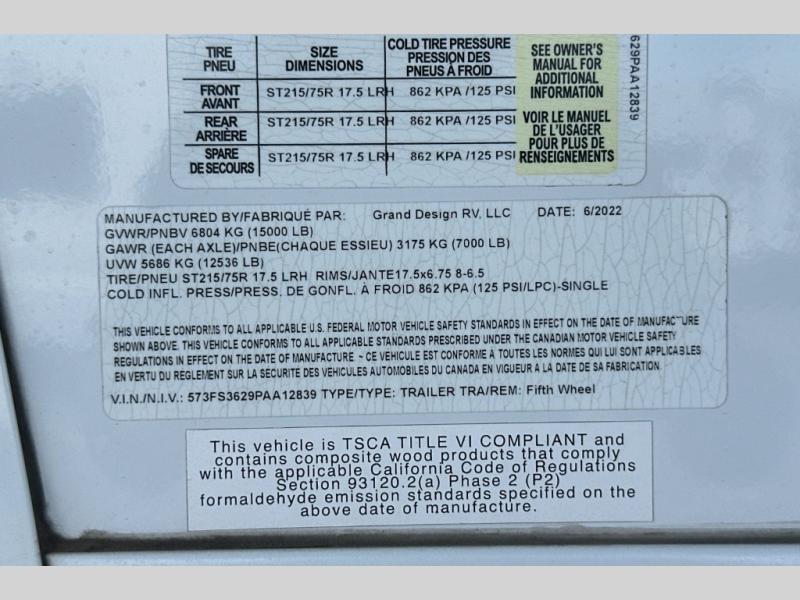 TIRE SIZE COLD TIRE PRESSURE
PNEU DIMENSIONS PRESSION DES
PNEUS À FROID
FRONT ST215/75R 17.5 LRH 862 KPA /125 PSI
AVANT
REAR ST215/75R 17.5 LRH 862 KPA /125 PSI
ARRIÈRE
SPARE ST215/75R 17.5 LRH 862 KPA /125 PSI
DE SECOURS
SEE OWNER'S
MANUAL FOR
ADDITIONAL
INFORMATION
VOIR LE MANUEL
DE L'USAGER
POUR PLUS DE
RENSEIGNEMENTS
629PAA12839
MANUFACTURED BY/FABRIQUÉ PAR: Grand Design RV, LLC DATE: 6/2022
GVWR/PNBV 6804 KG (15000 LB)
GAWR (EACH AXLE)/PNBE(CHAQUE ESSIEU) 3175 KG (7000 LB)
UVW 5686 KG (12536 LB)
TIRE/PNEU ST215/75R 17.5 LRH RIMS/JANTE17.5x6.75 8-6.5
COLD INFL. PRESS/PRESS. DE GONFL. À FROID 862 KPA (125 PSI/LPC)-SINGLE
THIS VEHICLE CONFORMS TO ALL APPLICABLE U.S. FEDERAL MOTOR VEHICLE SAFETY STANDARDS IN EFFECT ON THE DATE OF MANUFACTURE
SHOWN ABOVE. THIS VEHICLE CONFORMS TO ALL APPLICABLE STANDARDS PRESCRIBED UNDER THE CANADIAN MOTOR VEHICLE SAFETY
REGULATIONS IN EFFECT ON THE DATE OF MANUFACTURE. ~ CE VEHICULE EST CONFORME A TOUTES LES NORMES QUI LUI SONT APPLICABLES
EN VERTU DU REGLEMENT SUR LA SECURITE DES VEHICULES AUTOMOBILES DU CANADA EN VIGUEUR A LA DATE DE SA FABRICATION.
V.I.N./N.I.V.: 573FS3629PAA12839 TYPE/TYPE: TRAILER TRA/REM: Fifth Wheel
This vehicle is TSCA TITLE VI COMPLIANT and
contains composite wood products that comply
with the applicable California Code of Regulations
Section 93120.2(a) Phase 2 (P2)
formaldehyde emission standards specified on the
above date of manufacture.